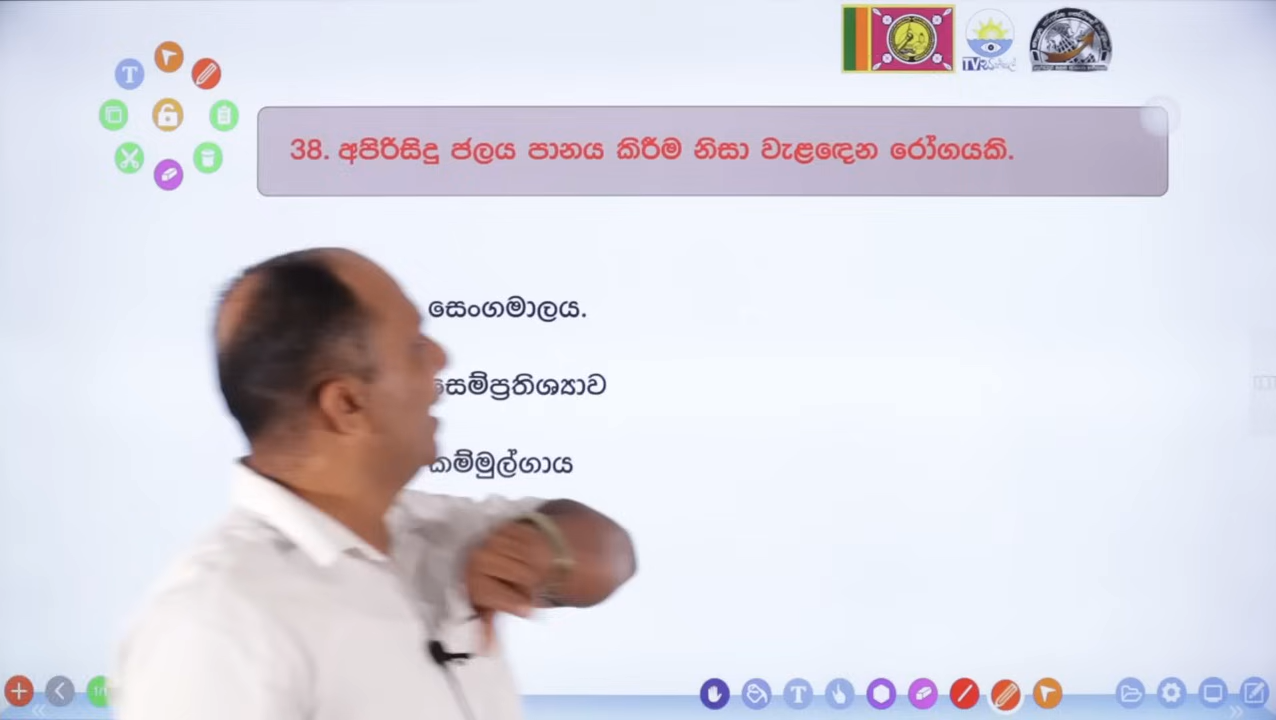 38. අපිරිසිදු ජලය පානය කිරීම නිසා වැළඳෙන රෝගයකි.
සෙංගමාලය.
සෙම්ප්‍රතිශ්‍යාව
කම්මුල්ගාය